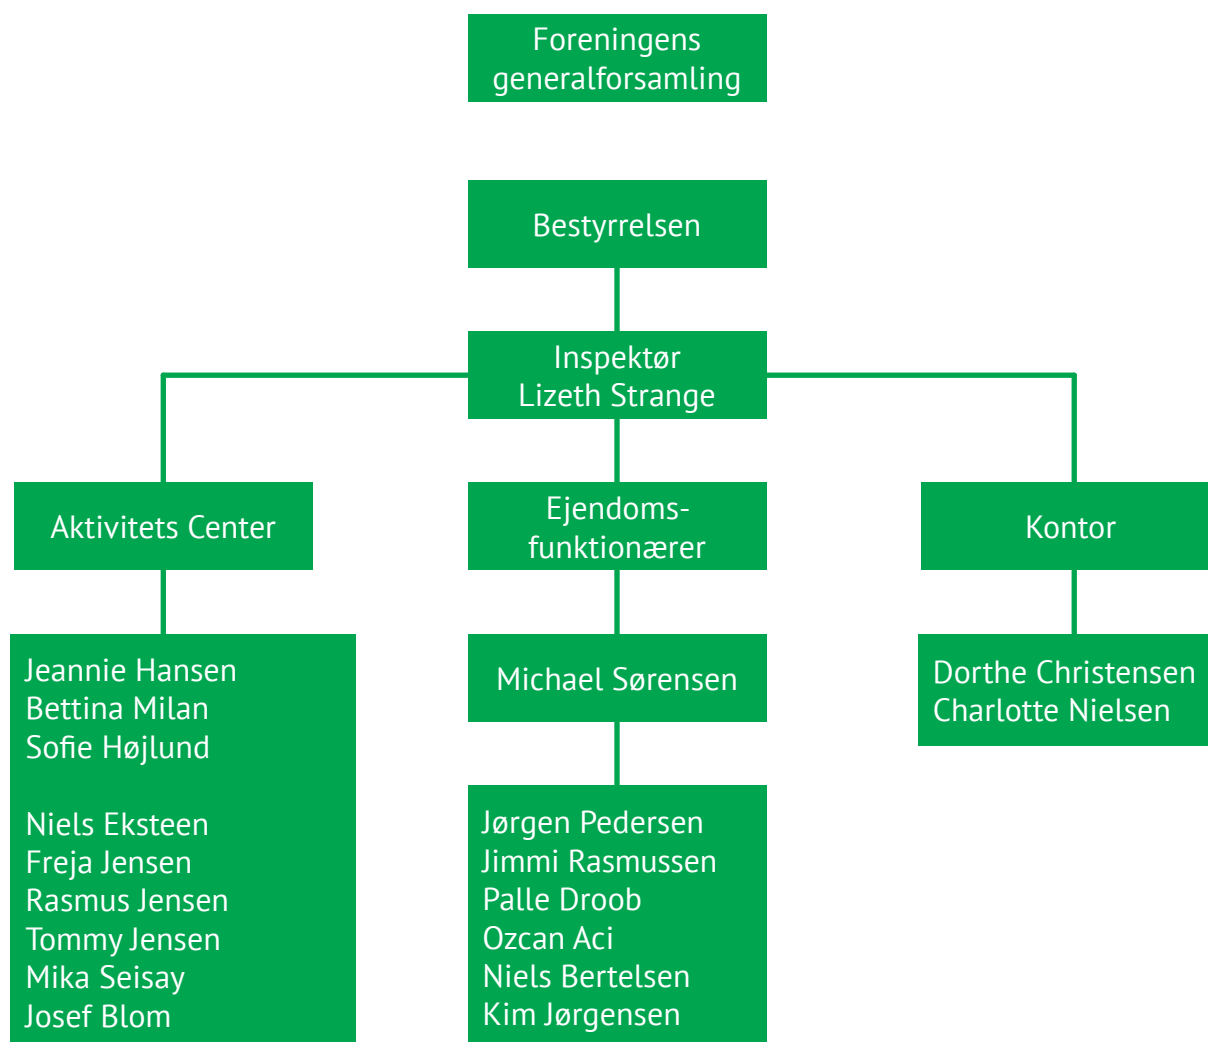 Foreningens
generalforsamling
Bestyrrelsen
Inspektør
Lizeth Strange
Aktivitets Center
Ejendoms-
funktionærer
Kontor
Jeannie Hansen
Bettina Milan
Sofie Højlund
Niels Eksteen
Freja Jensen
Rasmus Jensen
Tommy Jensen
Mika Seisay
Josef Blom
Michael Sørensen
Jørgen Pedersen
Jimmi Rasmussen
Palle Droob
Ozcan Aci
Niels Bertelsen
Kim Jørgensen
Dorthe Christensen
Charlotte Nielsen